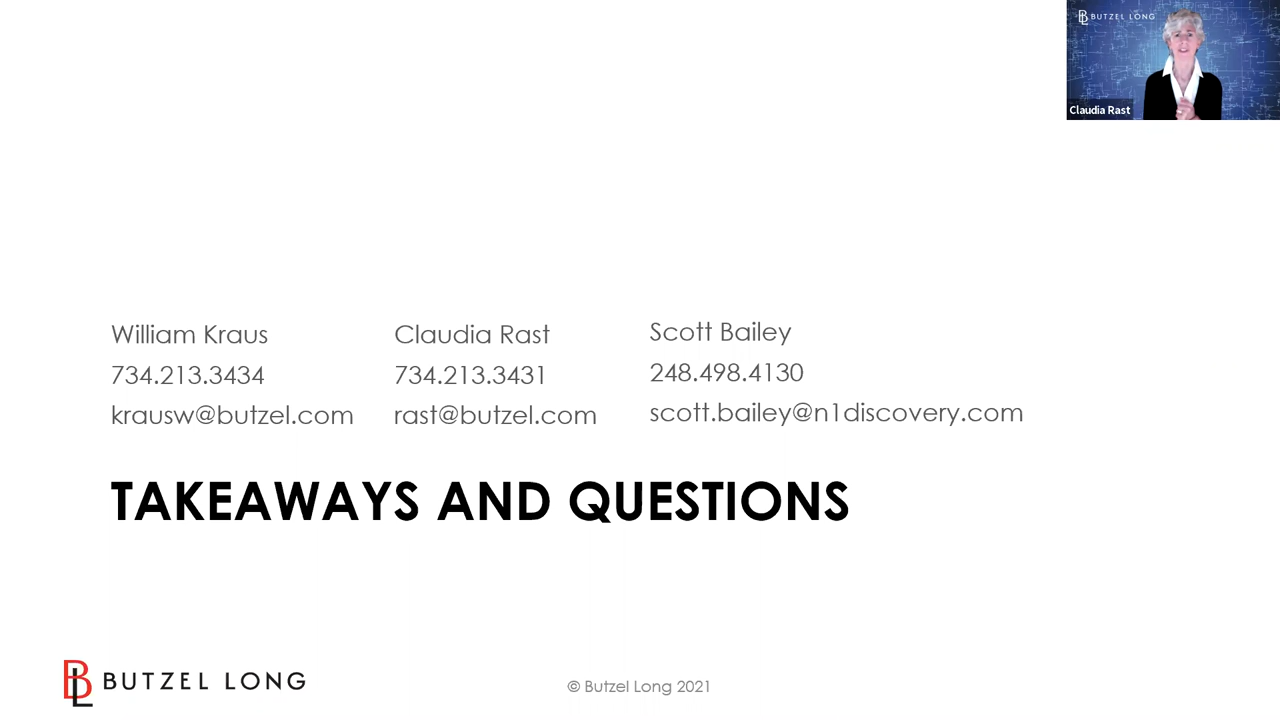 BUTZEL LONG
Claudia Rast
William Kraus
734.213.3434
krausw@butzel.com
Claudia Rast
734.213.3431
rast@butzel.com
Scott Bailey
248.498.4130
scott.bailey@n1discovery.com
TAKEAWAYS AND QUESTIONS
BL BUTZEL LONG
© Butzel Long 2021